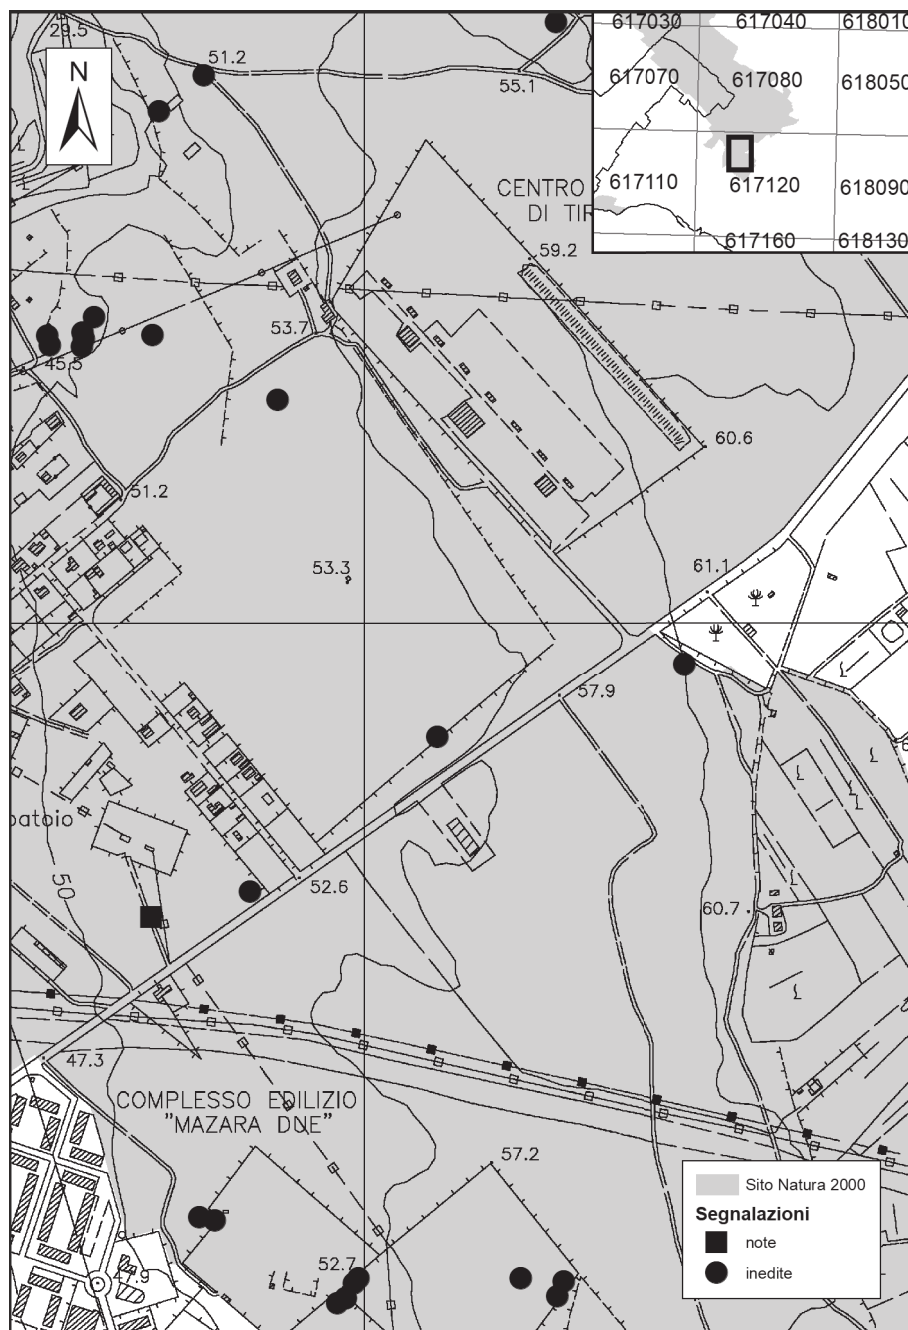 29.5
51.2
55.1
N
617030
617040
618010
617070
617080
618050
617110
617120
618090
617160
618130
CENTRO
DI TIR
59.2
53.7
45.5
60.6
51.2
53.3
61.1
57.9
patoio
50
52.6
60.7
47.3
COMPLESSO EDILIZIO
"MAZARA DUE"
57.2
52.7
47.9
Sito Natura 2000
Segnalazioni
note
inedite